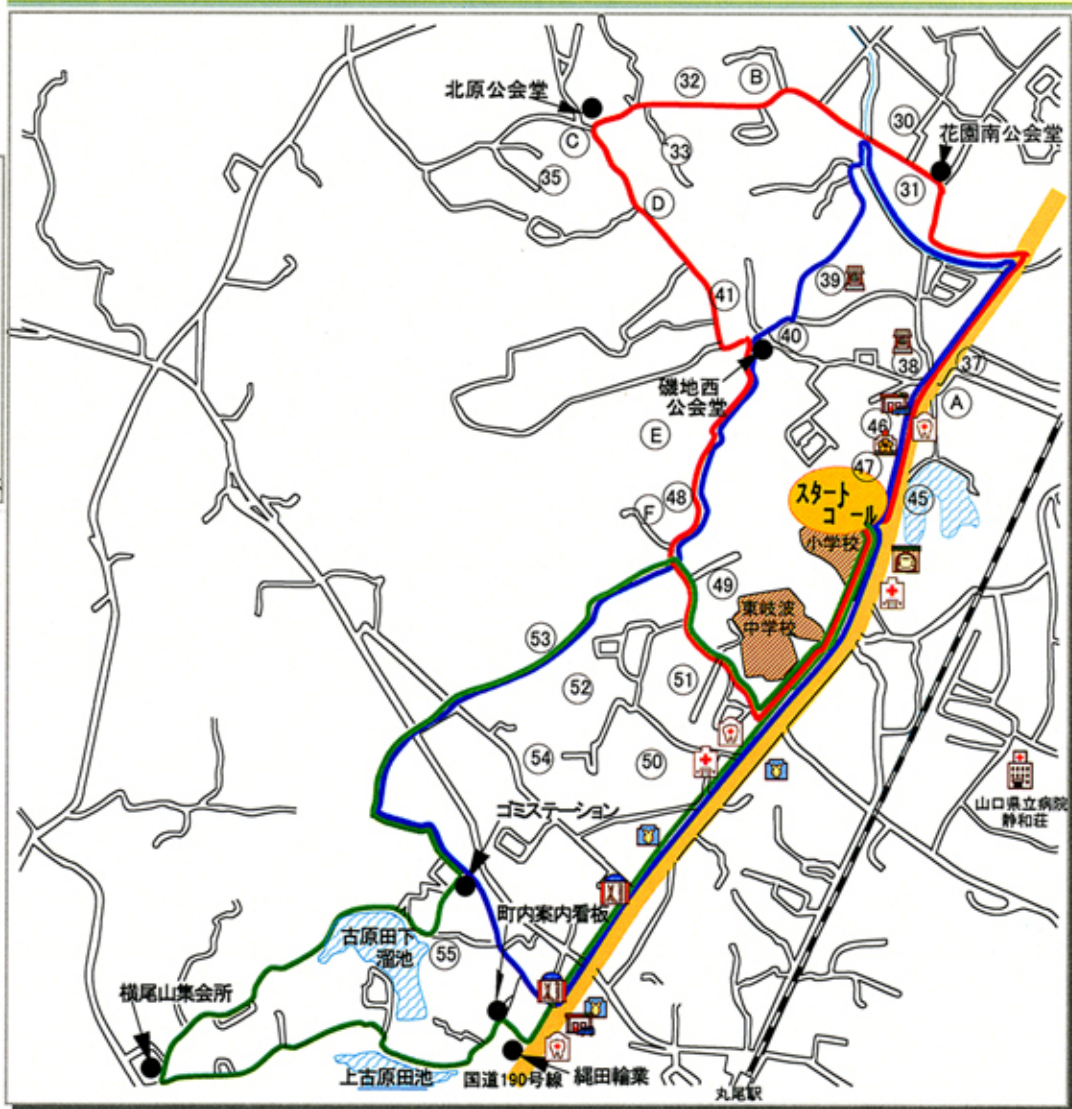 北原公会堂
32
B
30
花園南公会堂
C
33
35
31
D
39
41
40
38
37
磯地西
公会堂
A
46
E
47
スタート
ゴール
45
48
F
小学校
49
東岐波
中学校
53
51
52
54
50
ゴミステーション
山口県立病院
静和荘
町内案内看板
古原田下
溜池
55
横尾山集会所
上古原田池
国道190号線
縄田輪業
丸尾駅